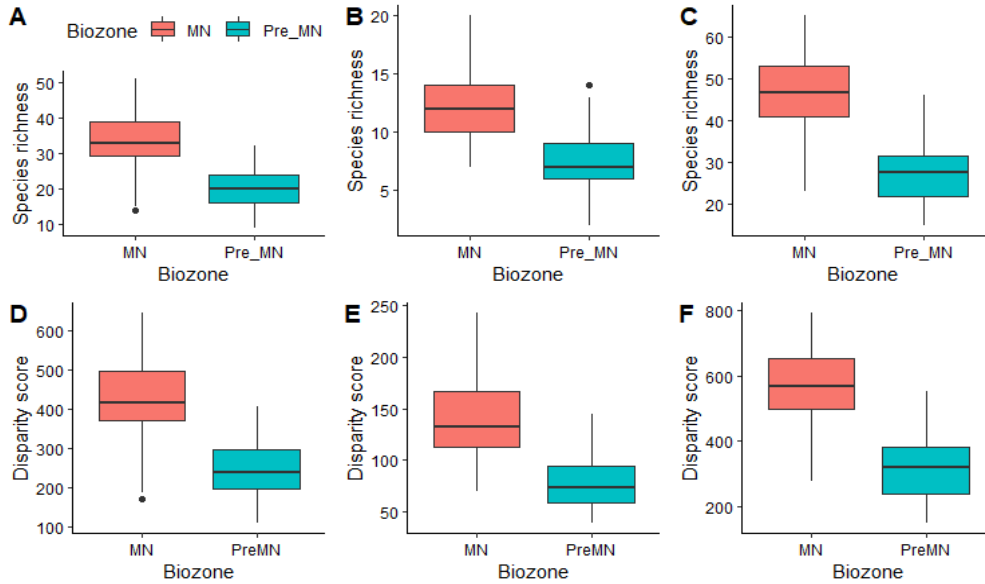 A
Biozone MN Pre_MN
Species richness
50
40
30
20
10
MN Pre_MN
Biozone
B
Species richness
20
15
10
5
MN Pre_MN
Biozone
C
Species richness
60
50
40
30
20
MN Pre_MN
Biozone
D
Disparity score
600
500
400
300
200
100
MN PreMN
Biozone
E
Disparity score
250
200
150
100
50
MN PreMN
Biozone
F
Disparity score
800
600
400
200
MN PreMN
Biozone